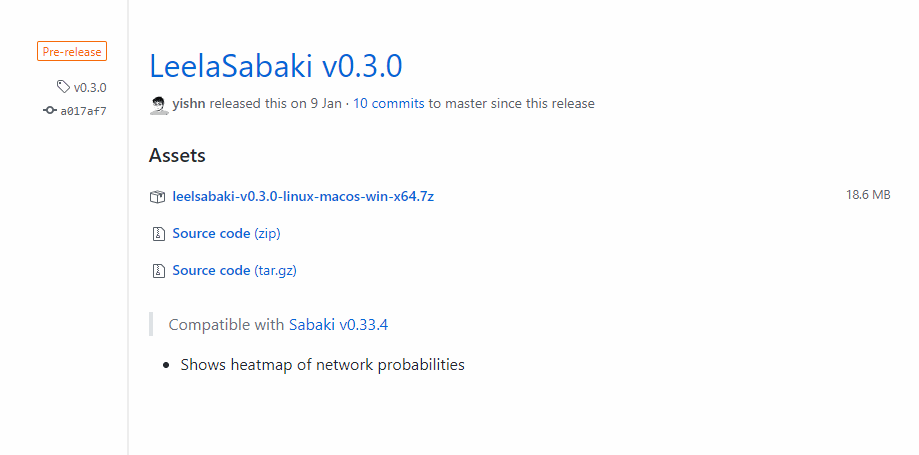 Pre-release
v0.3.0
a017af7
LeelaSabaki v0.3.0
yishn released this on 9 Jan · 10 commits to master since this release
Assets
leelsabaki-v0.3.0-linux-macos-win-x64.7z 18.6 MB
Source code (zip)
Source code (tar.gz)
Compatible with Sabaki v0.33.4
• Shows heatmap of network probabilities